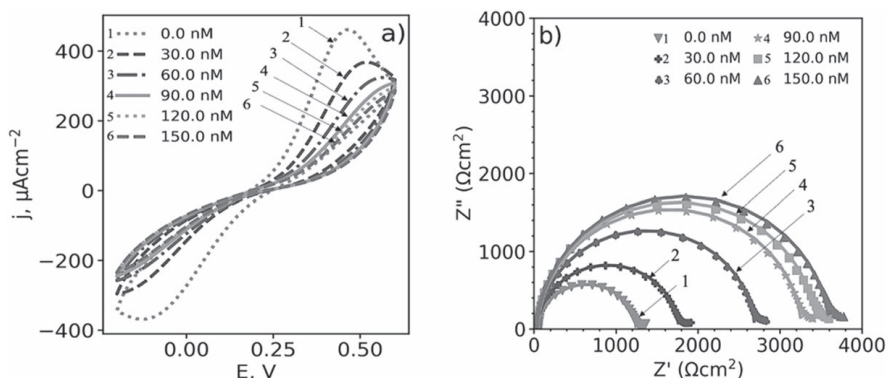 a)
j, μAcm⁻²
400
200
0
−200
−400
0.00
0.25
0.50
E, V
1 0.0 nM
2 30.0 nM
3 60.0 nM
4 90.0 nM
5 120.0 nM
6 150.0 nM
1
2
3
4
5
6
b)
Z" (Ωcm²)
4000
3000
2000
1000
0
0
1000
2000
3000
4000
Z' (Ωcm²)
1 0.0 nM
2 30.0 nM
3 60.0 nM
4 90.0 nM
5 120.0 nM
6 150.0 nM
6
5
4
3
2
1